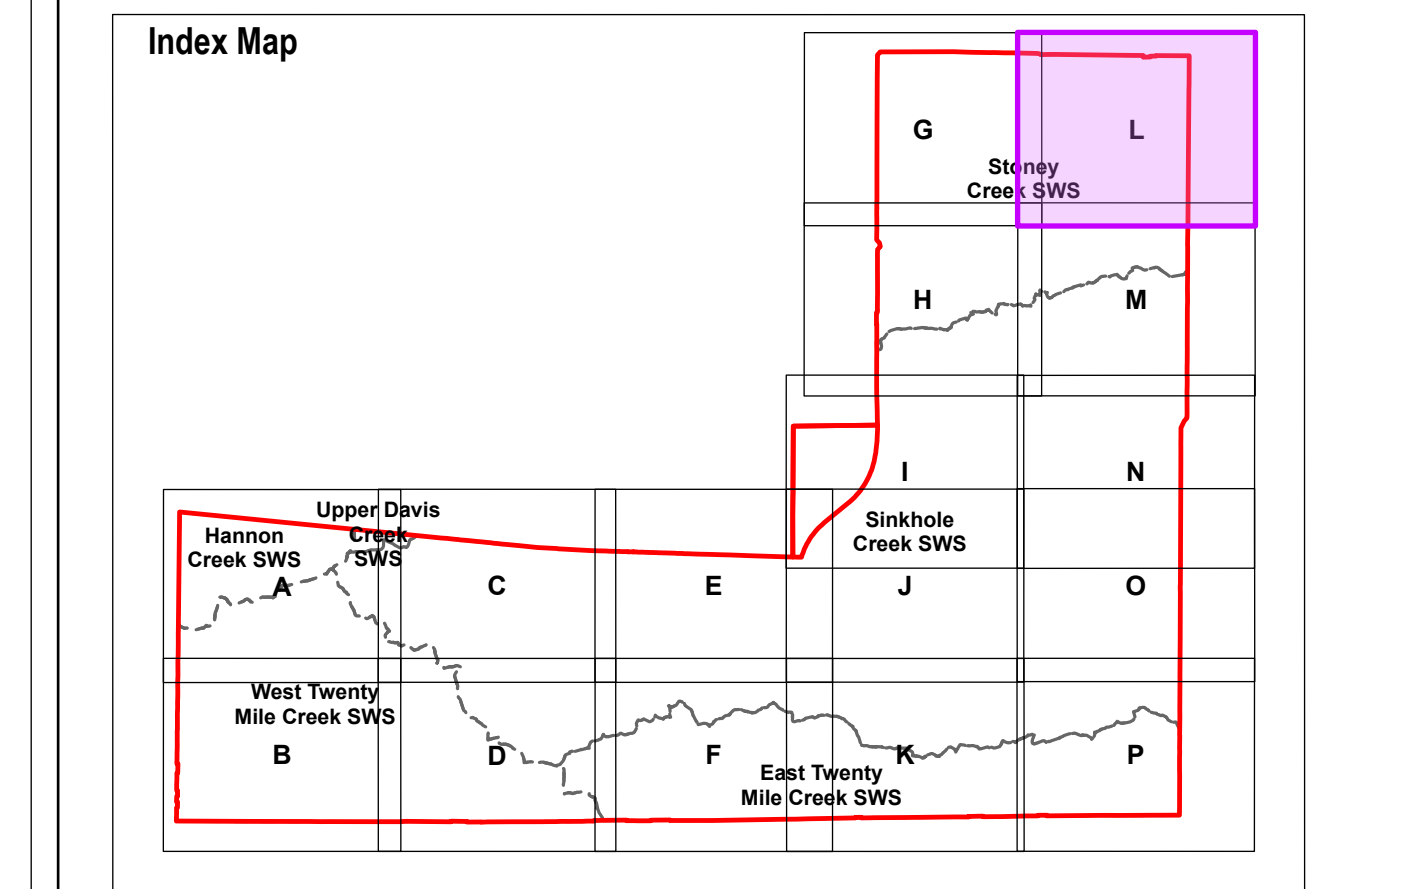 Index Map
G
L
Stoney
Creek SWS
H
M
I
N
Upper Davis
Creek
SWS
Hannon
Creek SWS
Sinkhole
Creek SWS
A
C
E
J
O
West Twenty
Mile Creek SWS
B
D
F
K
P
East Twenty
Mile Creek SWS